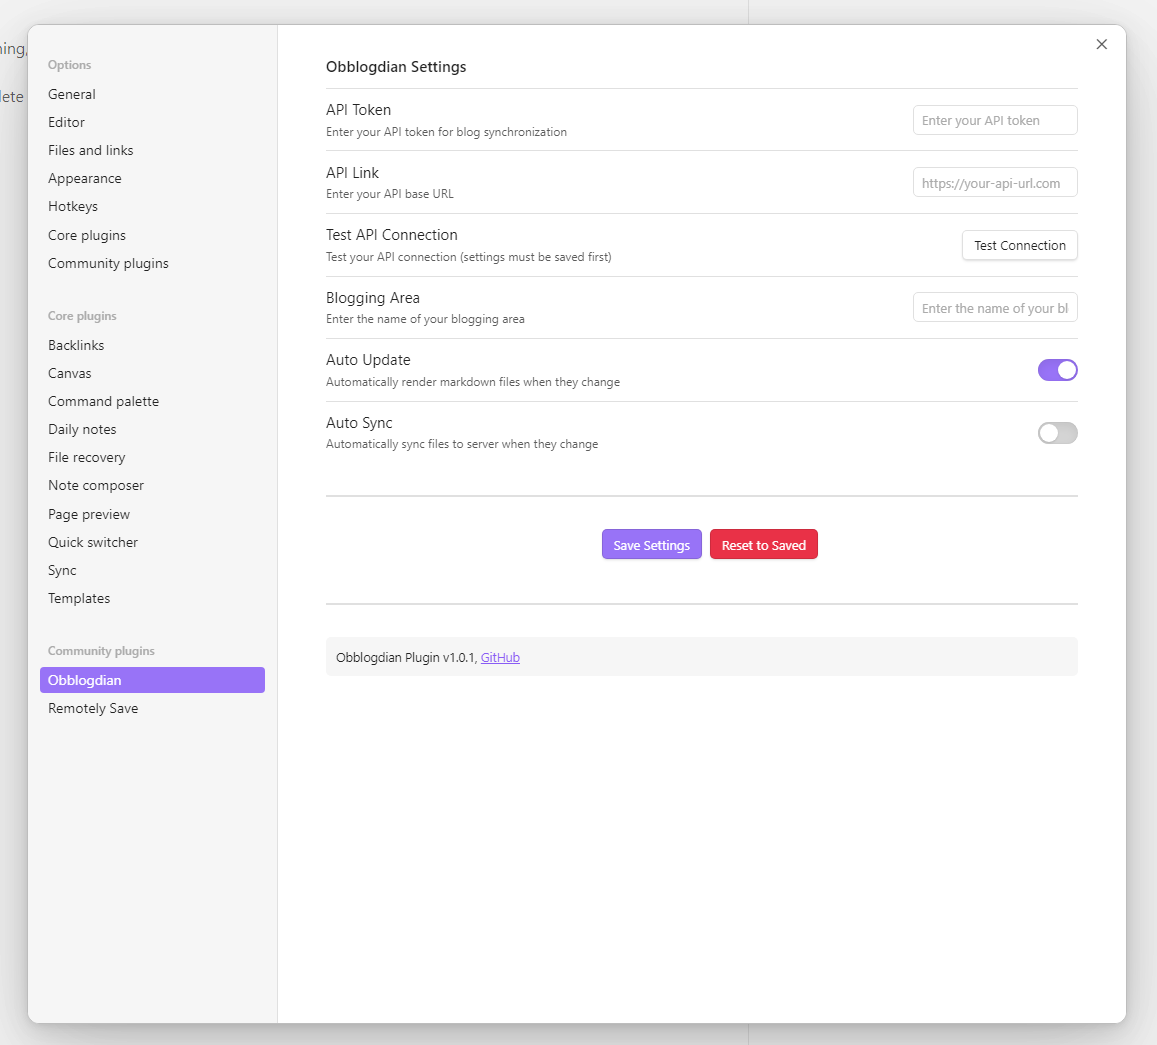 Options
General
Editor
Files and links
Appearance
Hotkeys
Core plugins
Community plugins
Core plugins
Backlinks
Canvas
Command palette
Daily notes
File recovery
Note composer
Page preview
Quick switcher
Sync
Templates
Community plugins
Obblogdian
Remotely Save
Obblogdian Settings
API Token
Enter your API token for blog synchronization
Enter your API token
API Link
Enter your API base URL
https://your-api-url.com
Test API Connection
Test your API connection (settings must be saved first)
Test Connection
Blogging Area
Enter the name of your blogging area
Enter the name of your bl
Auto Update
Automatically render markdown files when they change
Auto Sync
Automatically sync files to server when they change
Save Settings
Reset to Saved
Obblogdian Plugin v1.0.1, GitHub